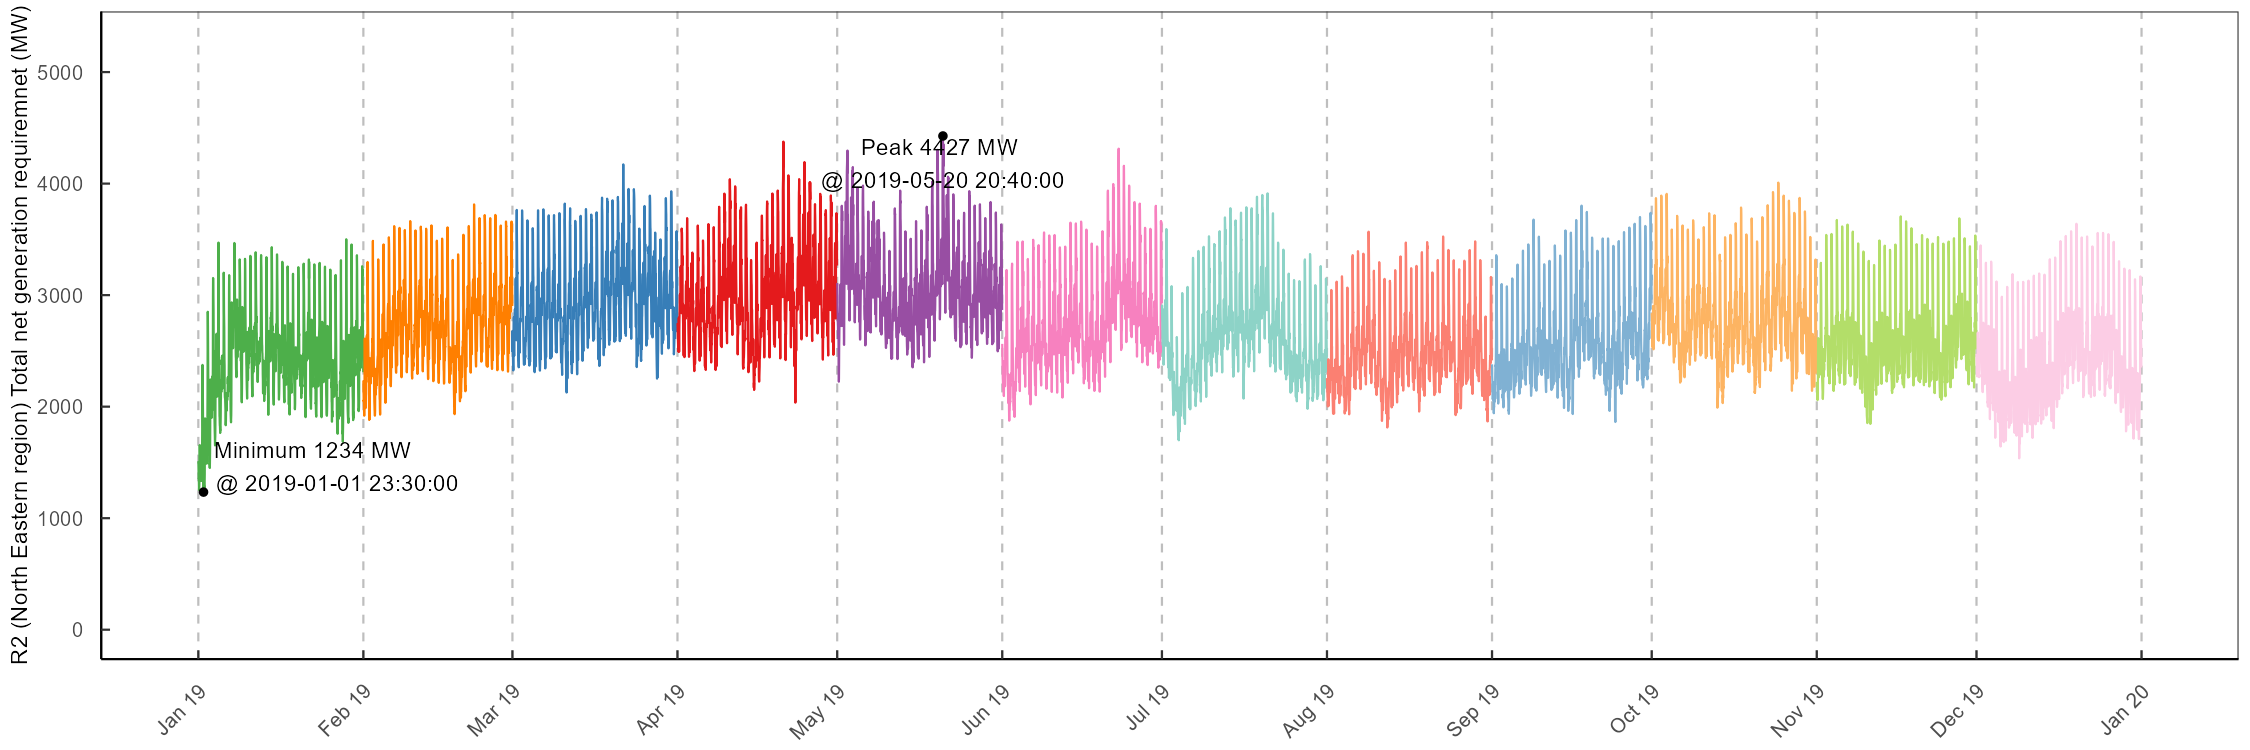 R2 (North Eastern region) Total net generation requiremnet (MW)
5000
4000
3000
2000
1000
0
Peak 4427 MW
@ 2019-05-20 20:40:00
Minimum 1234 MW
@ 2019-01-01 23:30:00
Jan 19
Feb 19
Mar 19
Apr 19
May 19
Jun 19
Jul 19
Aug 19
Sep 19
Oct 19
Nov 19
Dec 19
Jan 20